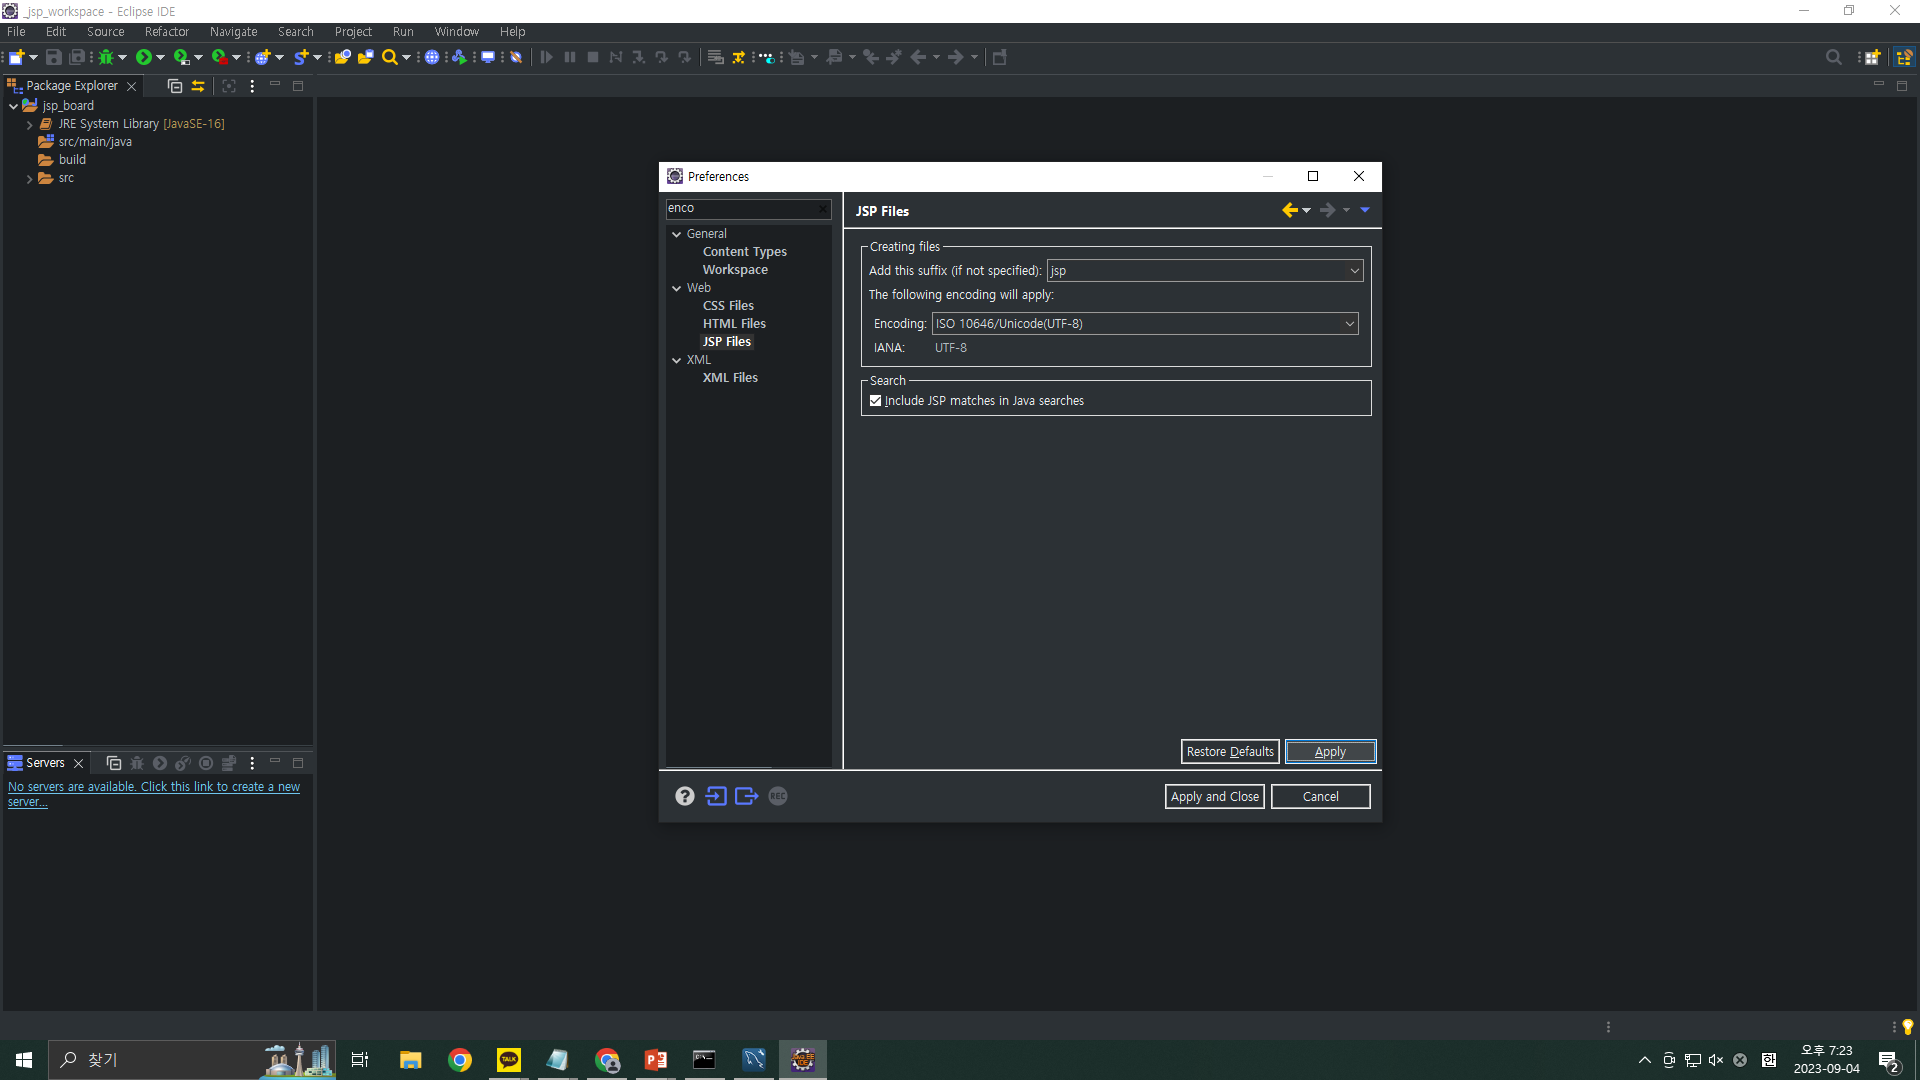 _jsp_workspace - Eclipse IDE
File Edit Source Refactor Navigate Search Project Run Window Help
Package Explorer
jsp_board
JRE System Library [JavaSE-16]
src/main/java
build
src
Preferences
enco
General
Content Types
Workspace
Web
CSS Files
HTML Files
JSP Files
XML
XML Files
JSP Files
Creating files
Add this suffix (if not specified): jsp
The following encoding will apply:
Encoding: ISO 10646/Unicode(UTF-8)
IANA: UTF-8
Search
Include JSP matches in Java searches
Restore Defaults Apply
REC
Apply and Close Cancel
Servers
No servers are available. Click this link to create a new
server...
찾기
TALK
한
오후 7:23
2023-09-04
2